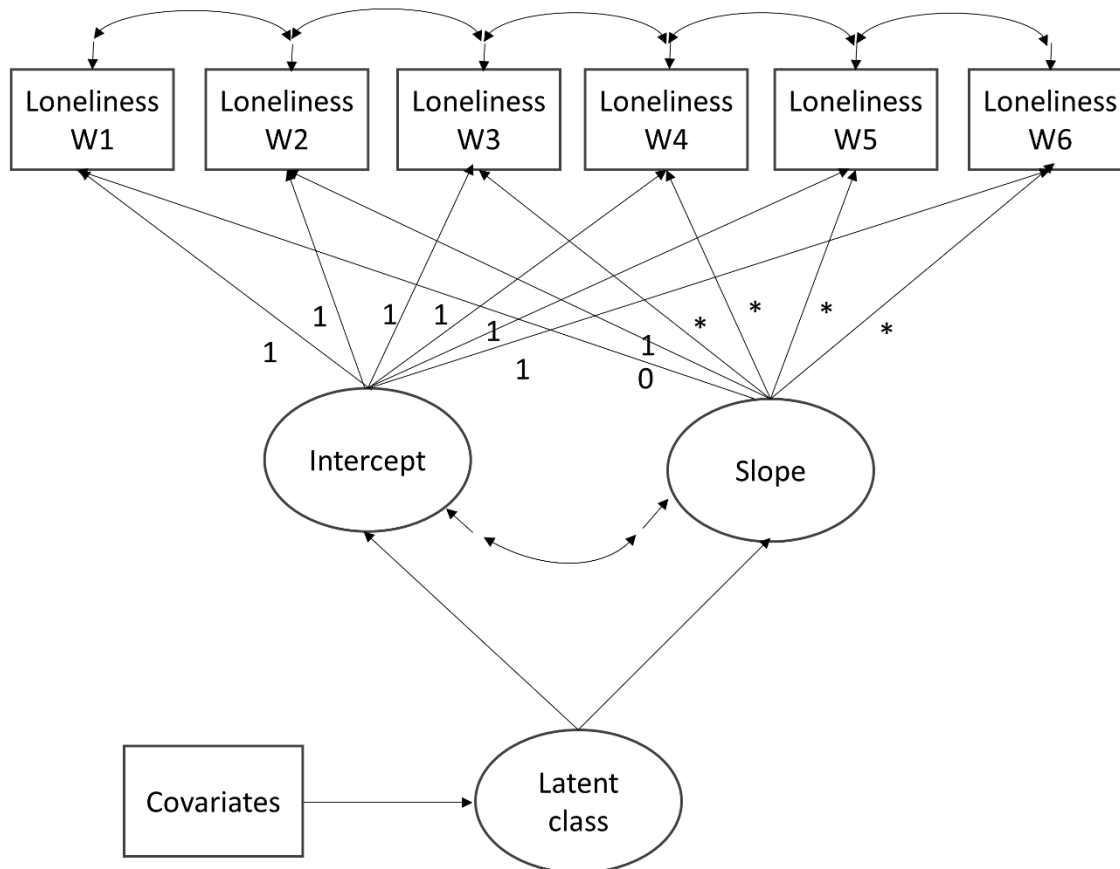 Loneliness
W1
Loneliness
W2
Loneliness
W3
Loneliness
W4
Loneliness
W5
Loneliness
W6
1
1
1
1
1
1
1
0
*
*
*
*
Intercept
Slope
Covariates
Latent
class